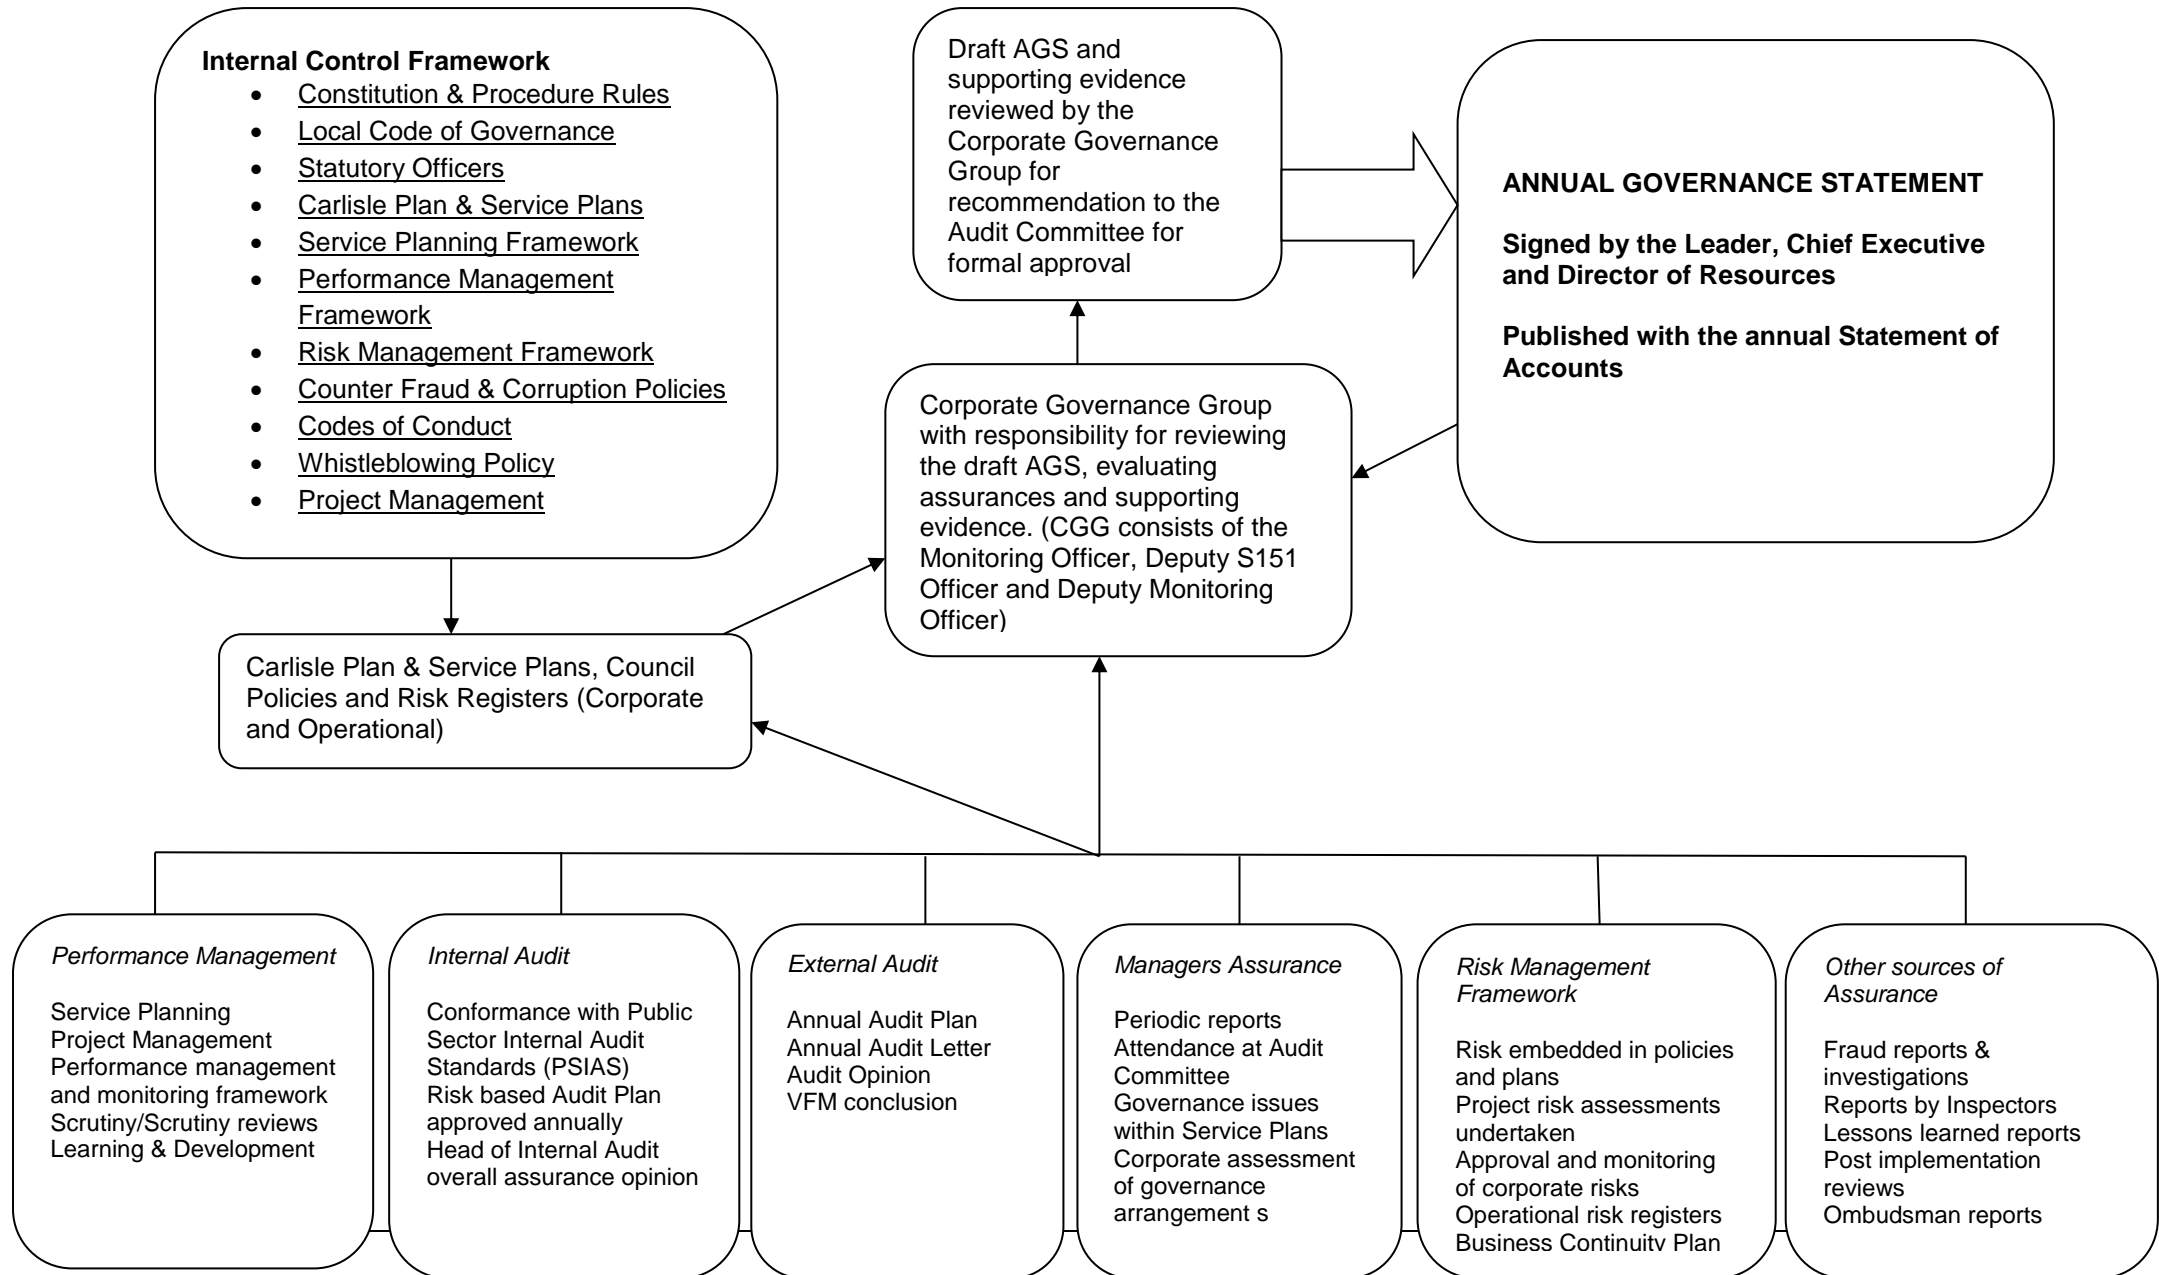 Internal Control Framework
• Constitution & Procedure Rules
• Local Code of Governance
• Statutory Officers
• Carlisle Plan & Service Plans
• Service Planning Framework
• Performance Management
Framework
• Risk Management Framework
• Counter Fraud & Corruption Policies
• Codes of Conduct
• Whistleblowing Policy
• Project Management
Draft AGS and
supporting evidence
reviewed by the
Corporate Governance
Group for
recommendation to the
Audit Committee for
formal approval
ANNUAL GOVERNANCE STATEMENT
Signed by the Leader, Chief Executive
and Director of Resources
Published with the annual Statement of
Accounts
Corporate Governance Group
with responsibility for reviewing
the draft AGS, evaluating
assurances and supporting
evidence. (CGG consists of the
Monitoring Officer, Deputy S151
Officer and Deputy Monitoring
Officer)
Carlisle Plan & Service Plans, Council
Policies and Risk Registers (Corporate
and Operational)
Performance Management
Service Planning
Project Management
Performance management
and monitoring framework
Scrutiny/Scrutiny reviews
Learning & Development
Internal Audit
Conformance with Public
Sector Internal Audit
Standards (PSIAS)
Risk based Audit Plan
approved annually
Head of Internal Audit
overall assurance opinion
External Audit
Annual Audit Plan
Annual Audit Letter
Audit Opinion
VFM conclusion
Managers Assurance
Periodic reports
Attendance at Audit
Committee
Governance issues
within Service Plans
Corporate assessment
of governance
arrangement s
Risk Management
Framework
Risk embedded in policies
and plans
Project risk assessments
undertaken
Approval and monitoring
of corporate risks
Operational risk registers
Business Continuity Plan
Other sources of
Assurance
Fraud reports &
investigations
Reports by Inspectors
Lessons learned reports
Post implementation
reviews
Ombudsman reports